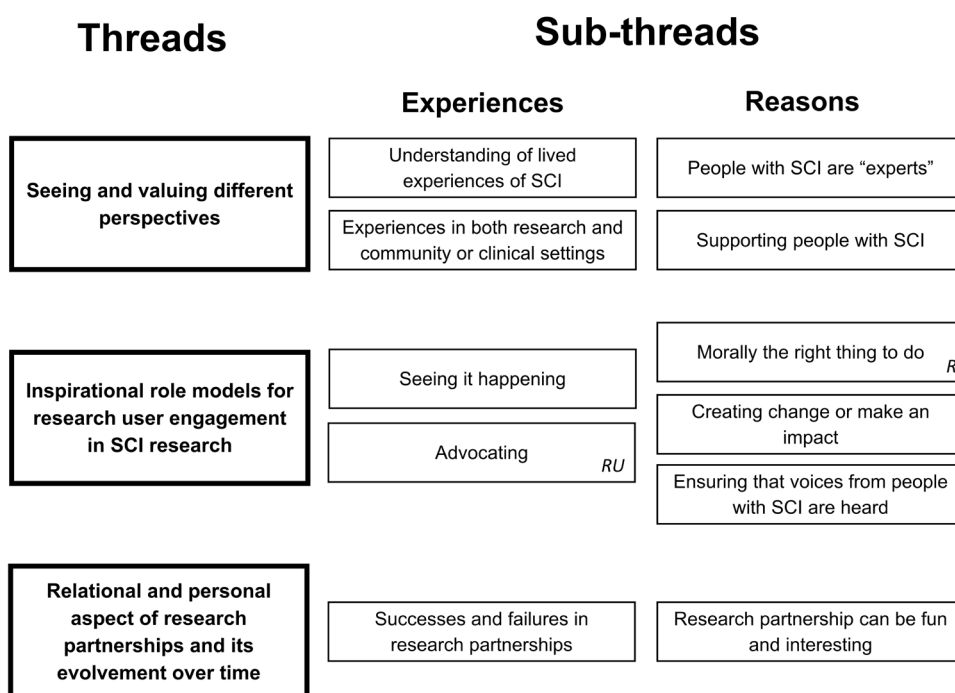 Threads
Sub-threads
Experiences
Reasons
Seeing and valuing different
perspectives
Understanding of lived
experiences of SCI
People with SCI are “experts”
Experiences in both research and
community or clinical settings
Supporting people with SCI
Inspirational role models for
research user engagement
in SCI research
Seeing it happening
Advocating
RU
Morally the right thing to do
R
Creating change or make an
impact
Ensuring that voices from people
with SCI are heard
Relational and personal
aspect of research
partnerships and its
evolvement over time
Successes and failures in
research partnerships
Research partnership can be fun
and interesting